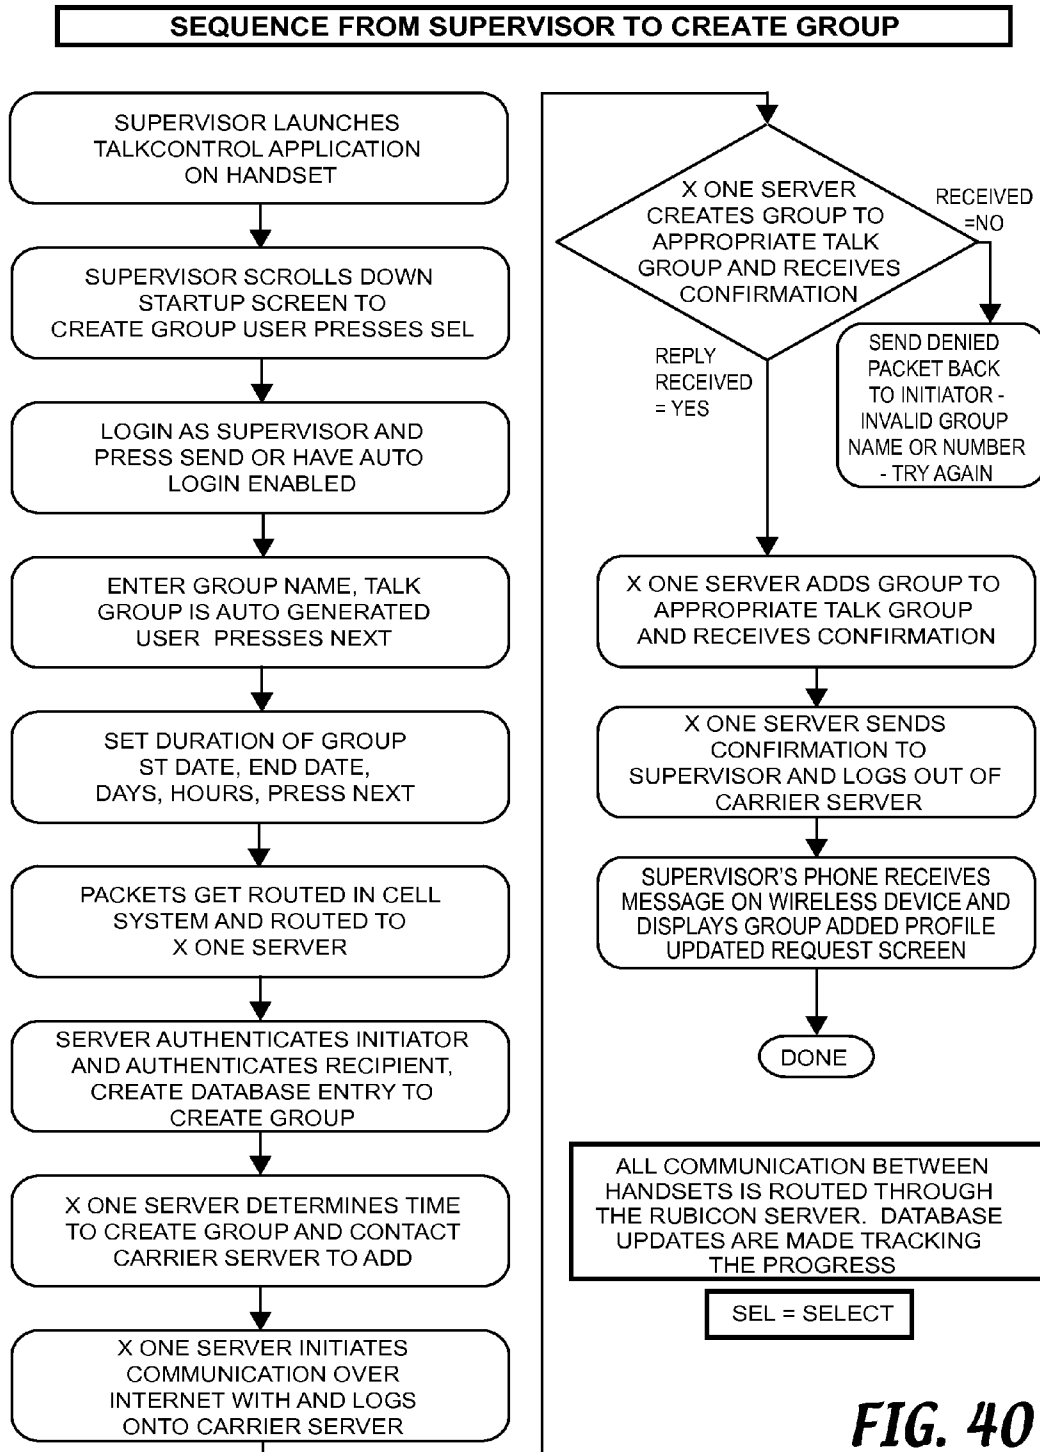 SEQUENCE FROM SUPERVISOR TO CREATE GROUP
SUPERVISOR LAUNCHES
TALKCONTROL APPLICATION
ON HANDSET
SUPERVISOR SCROLLS DOWN
STARTUP SCREEN TO
CREATE GROUP USER PRESSES SEL
LOGIN AS SUPERVISOR AND
PRESS SEND OR HAVE AUTO
LOGIN ENABLED
ENTER GROUP NAME, TALK
GROUP IS AUTO GENERATED
USER PRESSES NEXT
SET DURATION OF GROUP
ST DATE, END DATE,
DAYS, HOURS, PRESS NEXT
PACKETS GET ROUTED IN CELL
SYSTEM AND ROUTED TO
X ONE SERVER
SERVER AUTHENTICATES INITIATOR
AND AUTHENTICATES RECIPIENT,
CREATE DATABASE ENTRY TO
CREATE GROUP
X ONE SERVER DETERMINES TIME
TO CREATE GROUP AND CONTACT
CARRIER SERVER TO ADD
X ONE SERVER INITIATES
COMMUNICATION OVER
INTERNET WITH AND LOGS
ONTO CARRIER SERVER
X ONE SERVER
CREATES GROUP TO
APPROPRIATE TALK
GROUP AND RECEIVES
CONFIRMATION
RECEIVED
=NO
SEND DENIED
PACKET BACK
TO INITIATOR -
INVALID GROUP
NAME OR NUMBER
- TRY AGAIN
REPLY
RECEIVED
= YES
X ONE SERVER ADDS GROUP TO
APPROPRIATE TALK GROUP
AND RECEIVES CONFIRMATION
X ONE SERVER SENDS
CONFIRMATION TO
SUPERVISOR AND LOGS OUT OF
CARRIER SERVER
SUPERVISOR'S PHONE RECEIVES
MESSAGE ON WIRELESS DEVICE AND
DISPLAYS GROUP ADDED PROFILE
UPDATED REQUEST SCREEN
DONE
ALL COMMUNICATION BETWEEN
HANDSETS IS ROUTED THROUGH
THE RUBICON SERVER. DATABASE
UPDATES ARE MADE TRACKING
THE PROGRESS
SEL = SELECT
FIG. 40